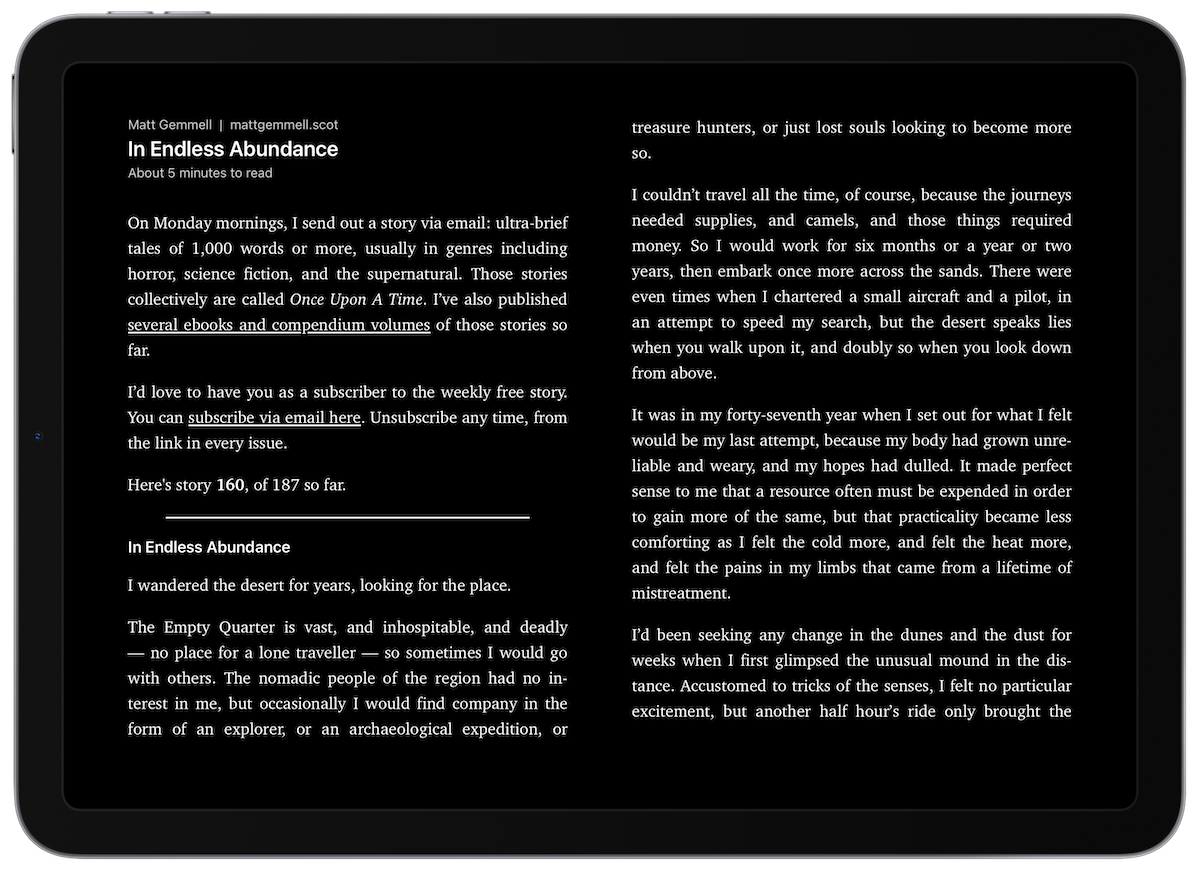 Matt Gemmell | mattgemmell.scot
In Endless Abundance
About 5 minutes to read
On Monday mornings, I send out a story via email: ultra-brief
tales of 1,000 words or more, usually in genres including
horror, science fiction, and the supernatural. Those stories
collectively are called Once Upon A Time. I’ve also published
several ebooks and compendium volumes of those stories so
far.
I’d love to have you as a subscriber to the weekly free story.
You can subscribe via email here. Unsubscribe any time, from
the link in every issue.
Here's story 160, of 187 so far.
In Endless Abundance
I wandered the desert for years, looking for the place.
The Empty Quarter is vast, and inhospitable, and deadly
— no place for a lone traveller — so sometimes I would go
with others. The nomadic people of the region had no in-
terest in me, but occasionally I would find company in the
form of an explorer, or an archaeological expedition, or
treasure hunters, or just lost souls looking to become more
so.
I couldn’t travel all the time, of course, because the journeys
needed supplies, and camels, and those things required
money. So I would work for six months or a year or two
years, then embark once more across the sands. There were
even times when I chartered a small aircraft and a pilot, in
an attempt to speed my search, but the desert speaks lies
when you walk upon it, and doubly so when you look down
from above.
It was in my forty-seventh year when I set out for what I felt
would be my last attempt, because my body had grown unre-
liable and weary, and my hopes had dulled. It made perfect
sense to me that a resource often must be expended in order
to gain more of the same, but that practicality became less
comforting as I felt the cold more, and felt the heat more,
and felt the pains in my limbs that came from a lifetime of
mistreatment.
I’d been seeking any change in the dunes and the dust for
weeks when I first glimpsed the unusual mound in the dis-
tance. Accustomed to tricks of the senses, I felt no particular
excitement, but another half hour’s ride only brought the